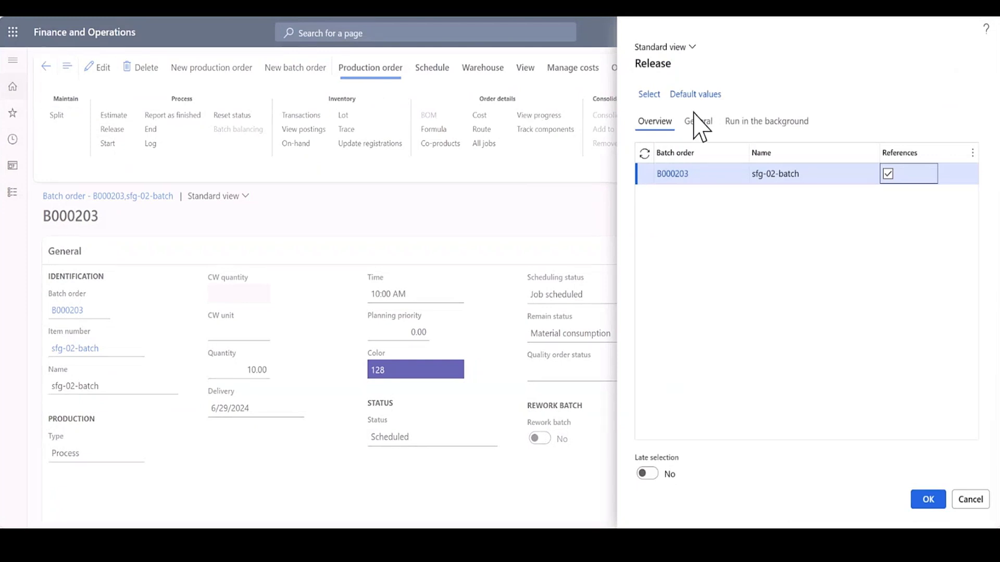 Finance and Operations
Search for a page
Edit
Delete
New production order
New batch order
Production order
Schedule
Warehouse
View
Manage costs
Maintain
Split
Process
Estimate
Report as finished
Reset status
Release
End
Batch balancing
Start
Log
Inventory
Transactions
Lot
View postings
Trace
On-hand
Update registrations
Order details
BOM
Cost
View progress
Formula
Route
Track components
Co-products
All jobs
Consolid
Consoli
Add to
Remove
Batch order - B000203,sfg-02-batch | Standard view
B000203
General
IDENTIFICATION
Batch order
B000203
Item number
sfg-02-batch
Name
sfg-02-batch
PRODUCTION
Type
Process
CW quantity
CW unit
Quantity
10.00
Delivery
6/29/2024
Time
10:00 AM
Planning priority
0.00
Color
128
STATUS
Status
Scheduled
Scheduling status
Job scheduled
Remain status
Material consumption
Quality order status
REWORK BATCH
Rework batch
No
?
Standard view
Release
Select
Default values
Overview
General
Run in the background
Batch order
Name
References
B000203
sfg-02-batch
Late selection
No
OK
Cancel